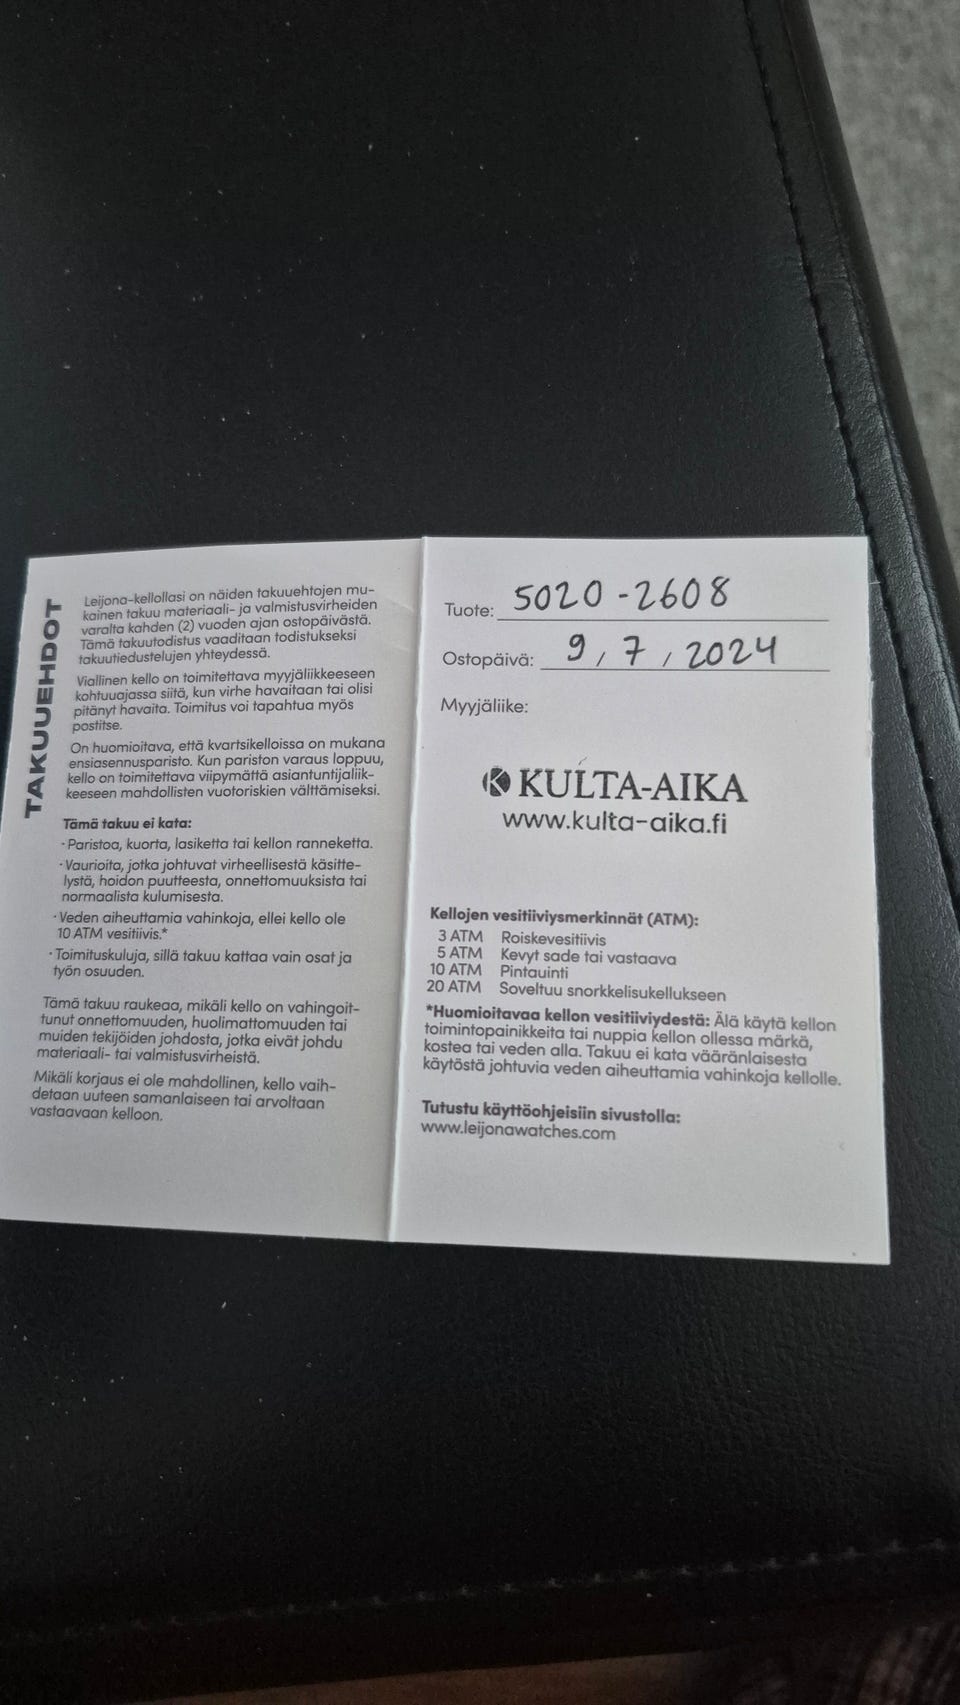 TAKUUEHDOT
Leijona-kellollasi on näiden takuuehtojen mu-
kainen takuu materiaali- ja valmistusvirheiden
varalta kahden (2) vuoden ajan ostopäivästä.
Tämä takuutodistus vaaditaan todistukseksi
takuutiedustelujen yhteydessä.
Viallinen kello on toimitettava myyjäliikkeeseen
kohtuuajassa siitä, kun virhe havaitaan tai olisi
pitänyt havaita. Toimitus voi tapahtua myös
postitse.
On huomioitava, että kvartsikelloissa on mukana
ensiasennusparisto. Kun pariston varaus loppuu,
kello on toimitettava viipymättä asiantuntijaliik-
keeseen mahdollisten vuotoriskien välttämiseksi.
Tämä takuu ei kata:
· Paristoa, kuorta, lasiketta tai kellon ranneketta.
· Vaurioita, jotka johtuvat virheellisestä käsitte-
lystä, hoidon puutteesta, onnettomuuksista tai
normaalista kulumisesta.
· Veden aiheuttamia vahinkoja, ellei kello ole
10 ATM vesitiivis.*
· Toimituskuluja, sillä takuu kattaa vain osat ja
työn osuuden.
Tämä takuu raukeaa, mikäli kello on vahingoit-
tunut onnettomuuden, huolimattomuuden tai
muiden tekijöiden johdosta, jotka eivät johdu
materiaali- tai valmistusvirheistä.
Mikäli korjaus ei ole mahdollinen, kello vaih-
detaan uuteen samanlaiseen tai arvoltaan
vastaavaan kelloon.
Tuote: 5020-2608
Ostopäivä: 9 / 7 / 2024
Myyjäliike:
K KULTA-AIKA
www.kulta-aika.fi
Kellojen vesitiiviysmerkinnät (ATM):
3 ATM Roiskevesitiivis
5 ATM Kevyt sade tai vastaava
10 ATM Pintauinti
20 ATM Soveltuu snorkkelisukellukseen
*Huomioitavaa kellon vesitiiviydestä: Älä käytä kellon
toimintopainikkeita tai nuppia kellon ollessa märkä,
kostea tai veden alla. Takuu ei kata vääränlaisesta
käytöstä johtuvia veden aiheuttamia vahinkoja kellolle.
Tutustu käyttöohjeisiin sivustolla:
www.leijonawatches.com